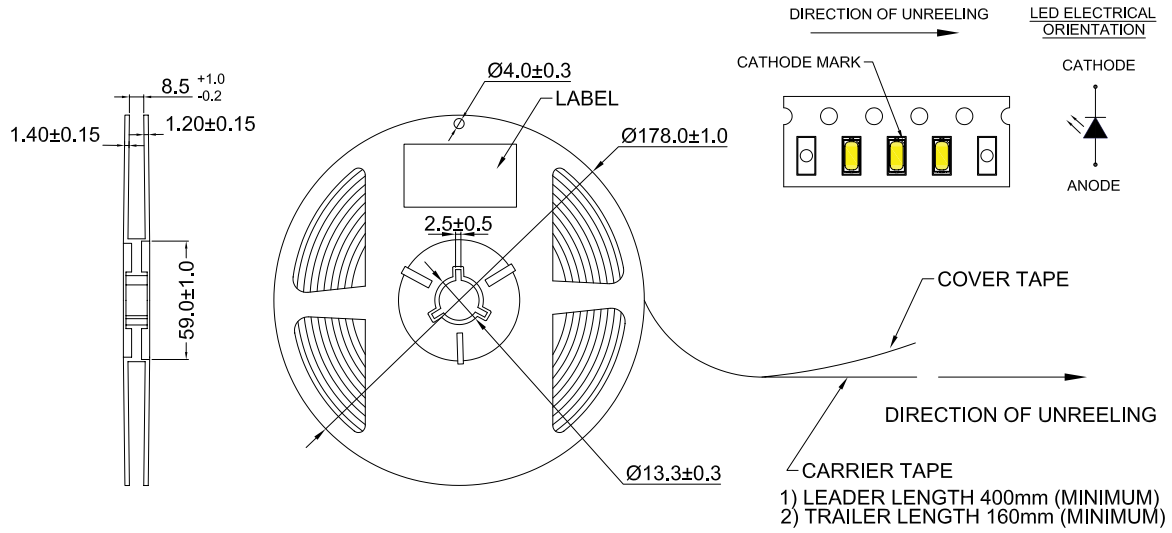 DIRECTION OF UNREELING
LED ELECTRICAL
ORIENTATION
CATHODE MARK
CATHODE
ANODE
8.5 +1.0
-0.2
1.40±0.15
1.20±0.15
59.0±1.0
Ø4.0±0.3
LABEL
Ø178.0±1.0
2.5±0.5
Ø13.3±0.3
COVER TAPE
DIRECTION OF UNREELING
CARRIER TAPE
1) LEADER LENGTH 400mm (MINIMUM)
2) TRAILER LENGTH 160mm (MINIMUM)